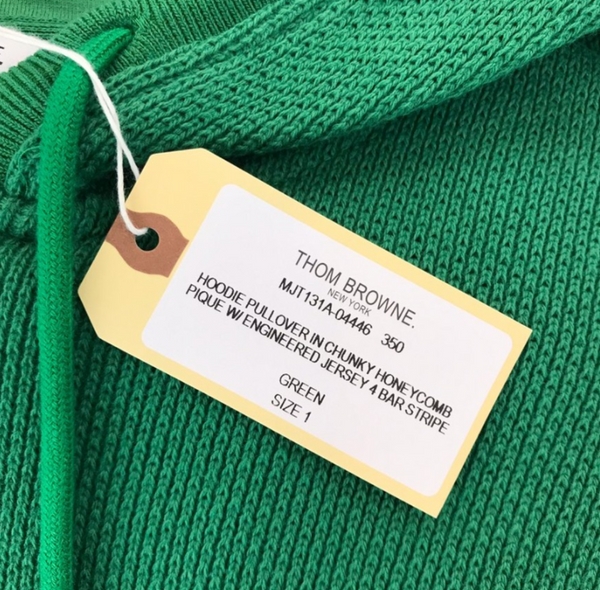 THOM BROWNE.
NEW YORK
MJT131A-04446 350
HOODIE PULLOVER IN CHUNKY HONEYCOMB
PIQUE W/ ENGINEERED JERSEY 4 BAR STRIPE
GREEN
SIZE 1